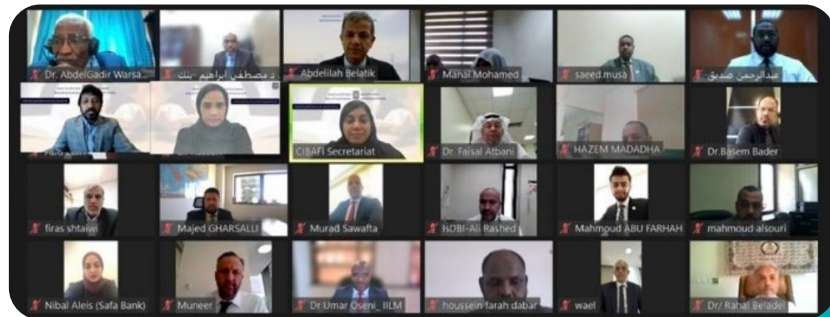 Dr. AbdelGadir Warsa...
د مصطفى ابراهيم -بنك
Abdelilah Belatik
Manal Mohamed
saeed.musa
عبدالرحمن صديق
CIBAFI Secretariat
Dr. Faisal Atbani
HAZEM MADADHA
Dr.Basem Bader
firas shtaiwi
Majed GHARSALLI
Murad Sawafta
IsDBI-Ali Rashed
Mahmoud ABU FARHAH
mahmoud alsouri
Nibal Aleis (Safa Bank)
Muneer
Dr Umar Oseni_ IILM
houssein farah dabar
wael
Dr/ Rahal Beladel